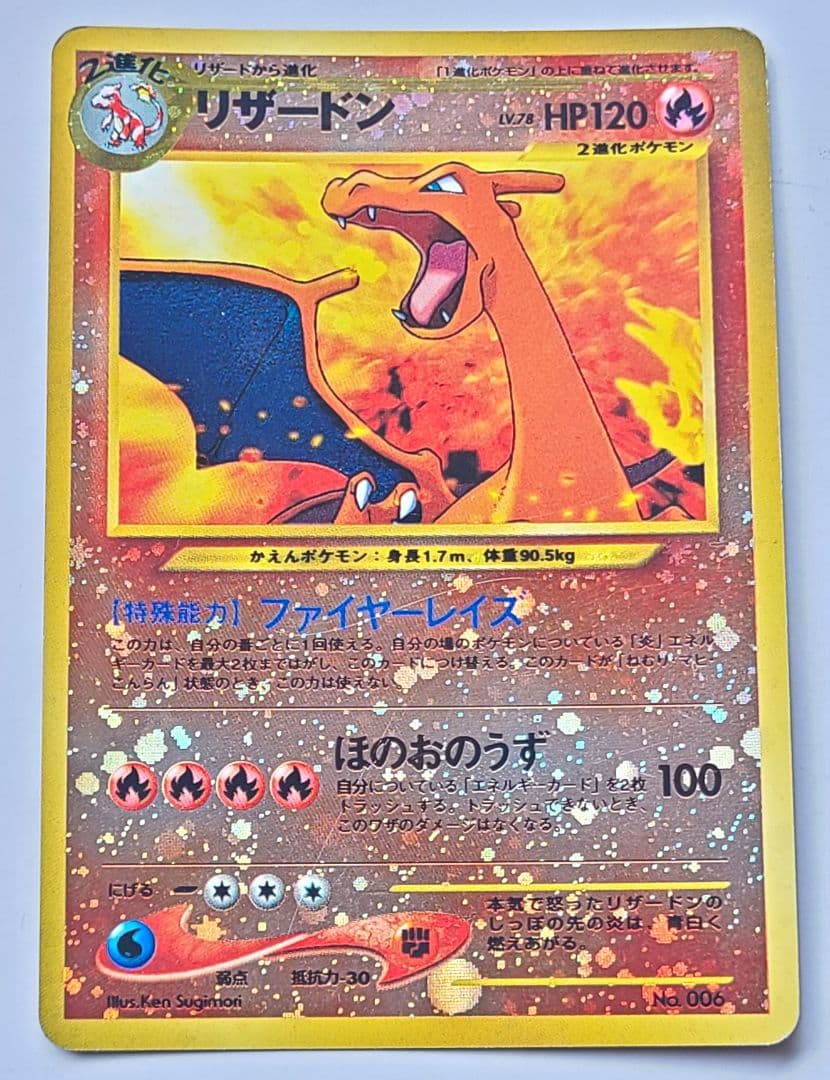 2進化
リザードから進化
「1進化ポケモン」の上に重ねて進化させます。
リザードン
LV.78 HP120
2進化ポケモン
かえんポケモン：身長1.7m、体重90.5kg
【特殊能力】ファイヤーレイズ
この力は、自分の番ごとに1回使える。自分の場のポケモンについている「炎」エネル
ギーカードを最大2枚まではがし、このカードにつけ替える。このカードが「ねむり・マヒ・
こんらん」状態のとき、この力は使えない。
ほのおのうず
100
自分についている「エネルギーカード」を2枚
トラッシュする。トラッシュできないとき、
このワザのダメージはなくなる。
にげる
本気で怒ったリザードンの
しっぽの先の炎は、青白く
燃えあがる。
弱点 抵抗力-30
Illus.Ken Sugimori
No. 006